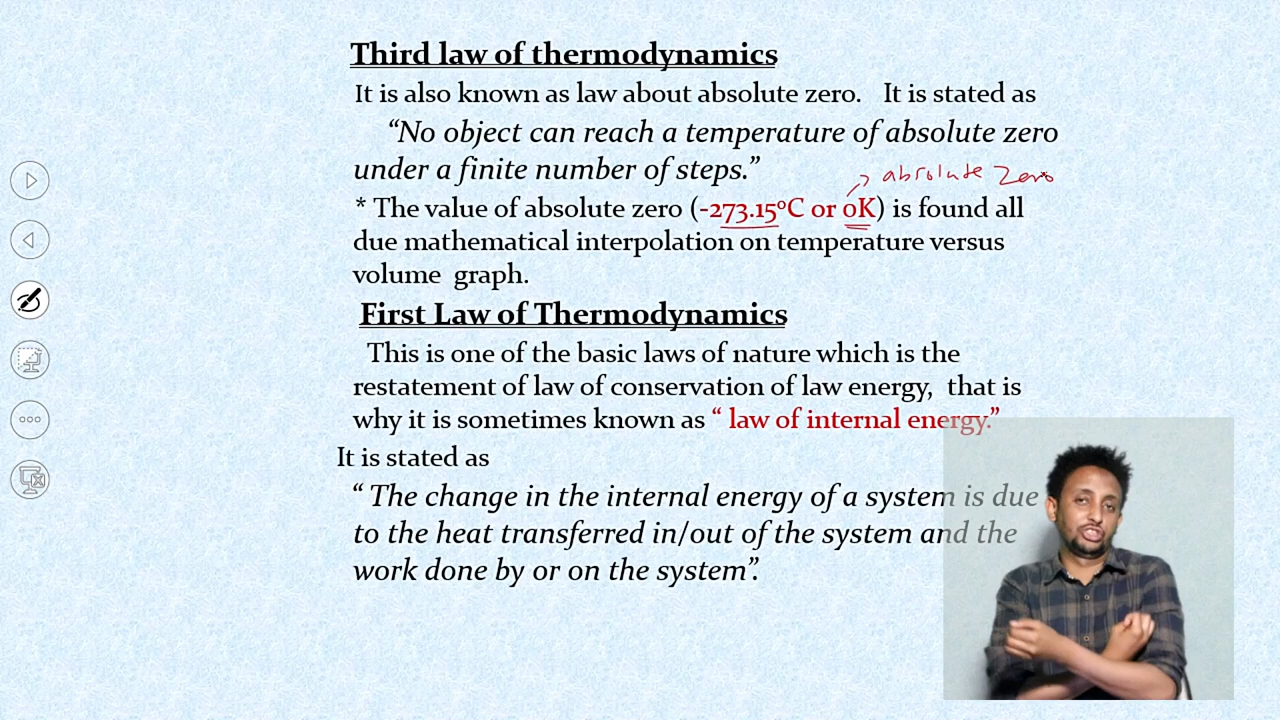 Third law of thermodynamics
It is also known as law about absolute zero. It is stated as
“No object can reach a temperature of absolute zero
under a finite number of steps.”
absolute Zero
* The value of absolute zero (-273.15⁰C or 0K) is found all
due mathematical interpolation on temperature versus
volume graph.
First Law of Thermodynamics
This is one of the basic laws of nature which is the
restatement of law of conservation of law energy, that is
why it is sometimes known as “ law of internal energy.”
It is stated as
“ The change in the internal energy of a system is due
to the heat transferred in/out of the system and the
work done by or on the system”.